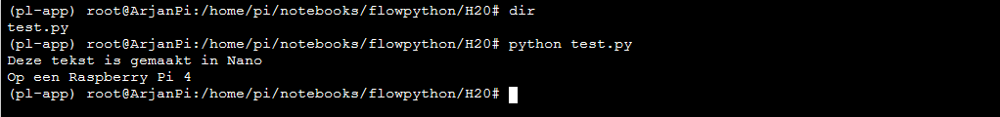 (pl-app) root@ArjanPi:/home/pi/notebooks/flowpython/H20# dir
test.py
(pl-app) root@ArjanPi:/home/pi/notebooks/flowpython/H20# python test.py
Deze tekst is gemaakt in Nano
Op een Raspberry Pi 4
(pl-app) root@ArjanPi:/home/pi/notebooks/flowpython/H20#